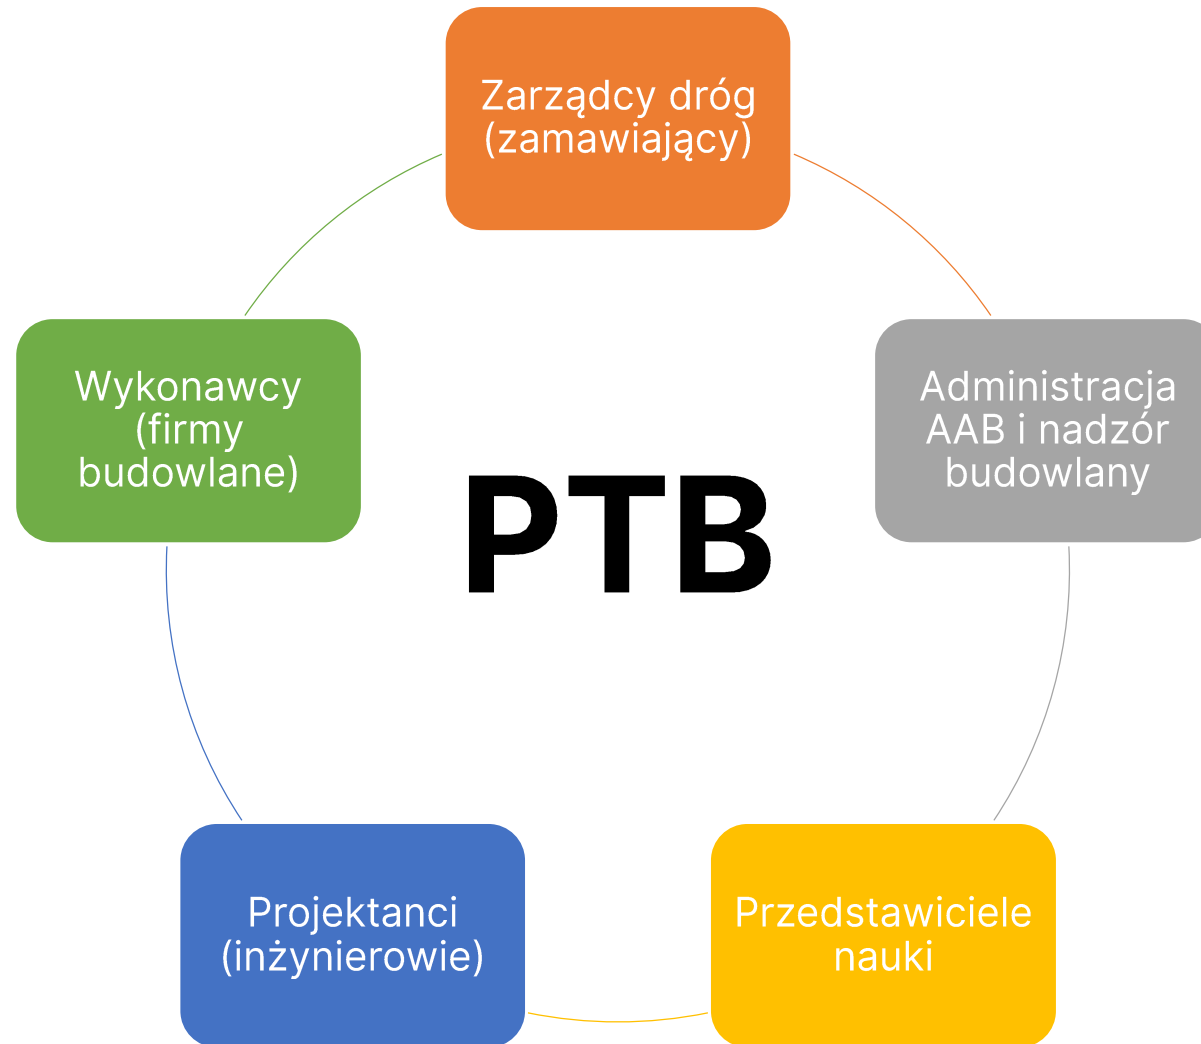 Zarządcy dróg
(zamawiający)
Wykonawcy
(firmy
budowlane)
Administracja
AAB i nadzór
budowlany
PTB
Projektanci
(inżynierowie)
Przedstawiciele
nauki